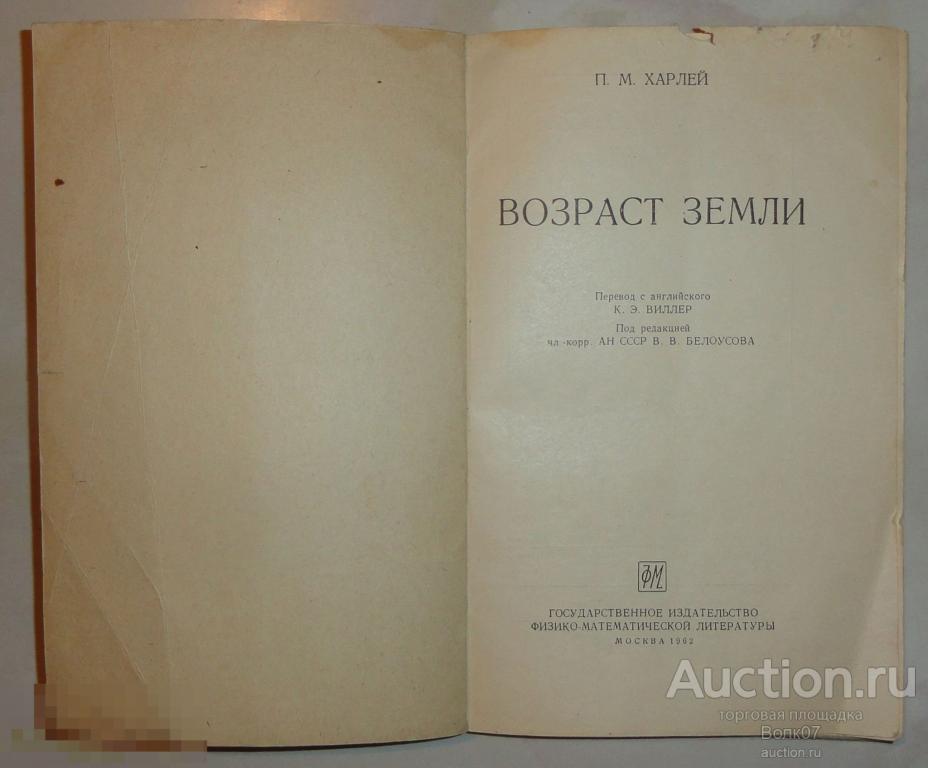 П. М. ХАРЛЕЙ
ВОЗРАСТ ЗЕМЛИ
Перевод с английского
К. Э. ВИЛЛЕР
Под редакцией
чл.-корр. АН СССР В. В. БЕЛОУСОВА
ФМ
ГОСУДАРСТВЕННОЕ ИЗДАТЕЛЬСТВО
ФИЗИКО-МАТЕМАТИЧЕСКОЙ ЛИТЕРАТУРЫ
МОСКВА 1962
Auction.ru
торговая площадка
Волк07
auction.ru